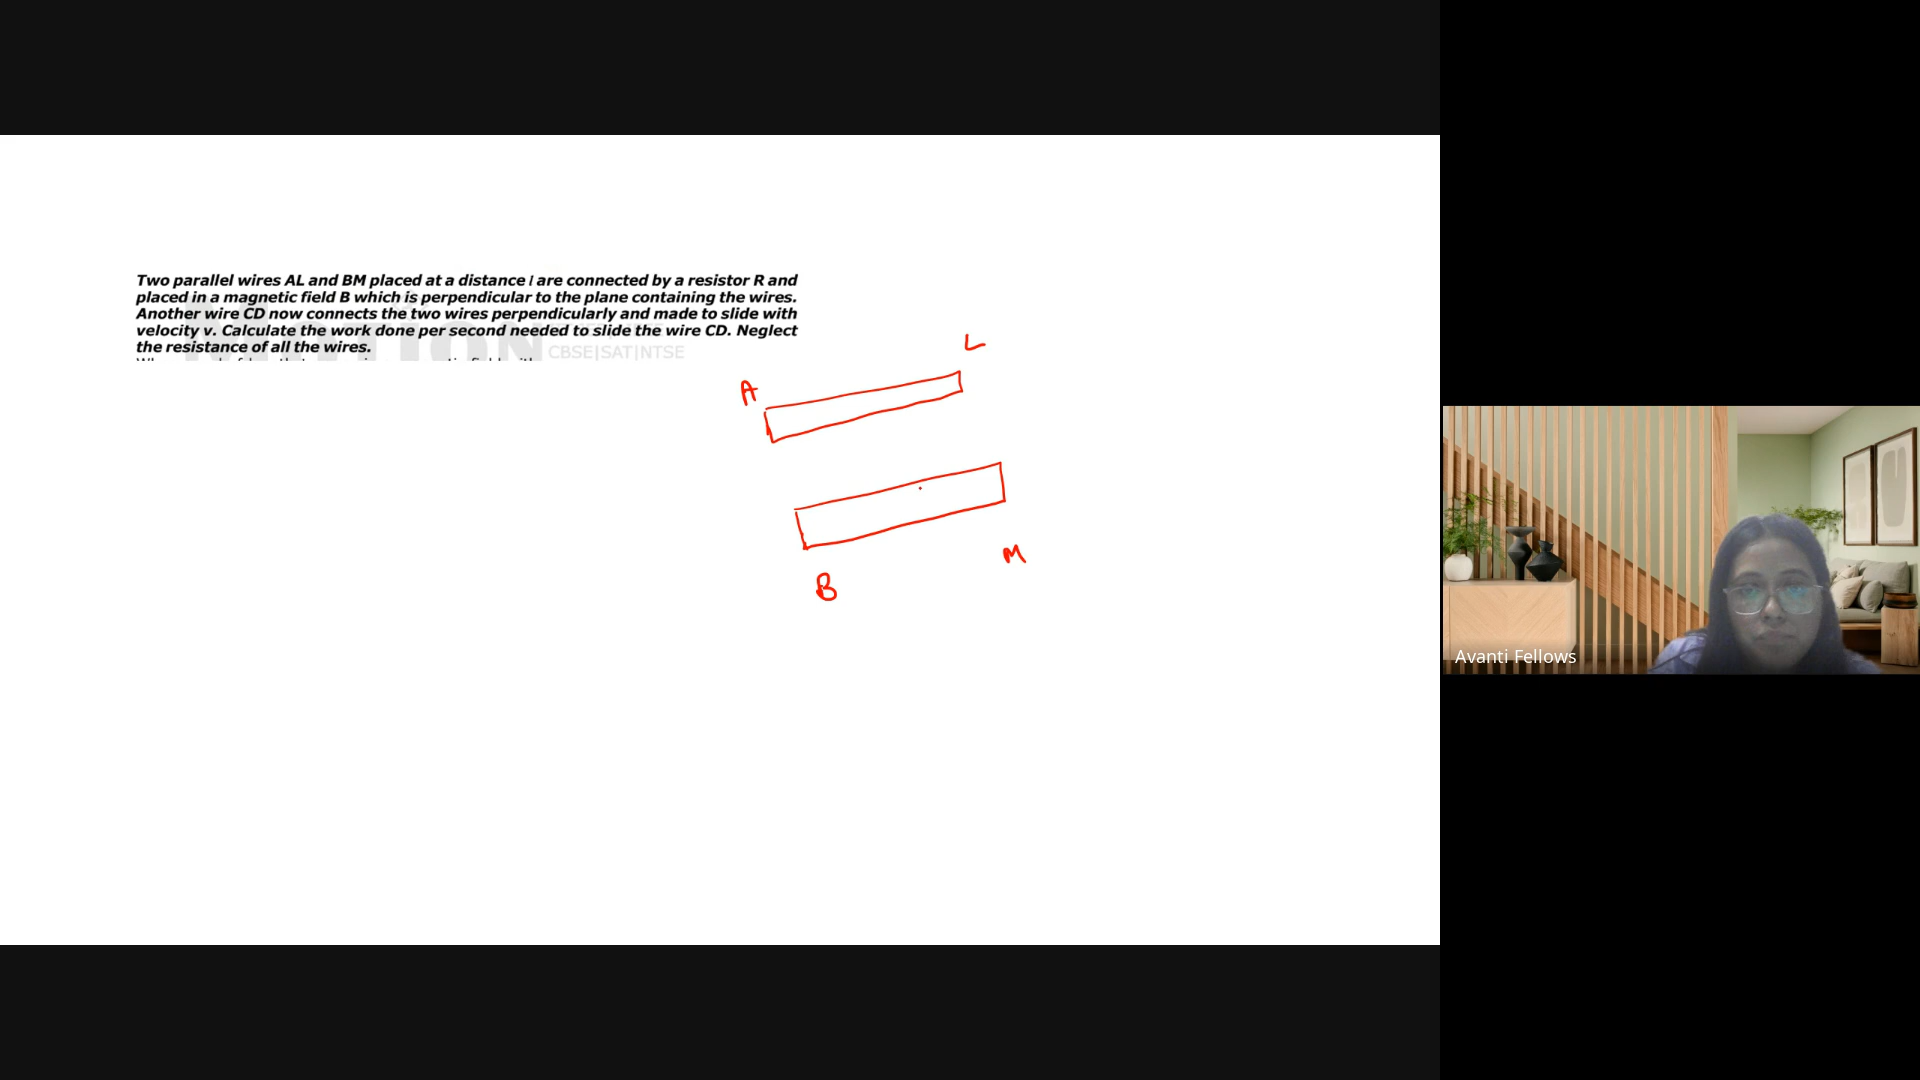 Two parallel wires AL and BM placed at a distance l are connected by a resistor R and
placed in a magnetic field B which is perpendicular to the plane containing the wires.
Another wire CD now connects the two wires perpendicularly and made to slide with
velocity v. Calculate the work done per second needed to slide the wire CD. Neglect
the resistance of all the wires.
CBSE|SAT|NTSE
L
A
M
B
Avanti Fellows